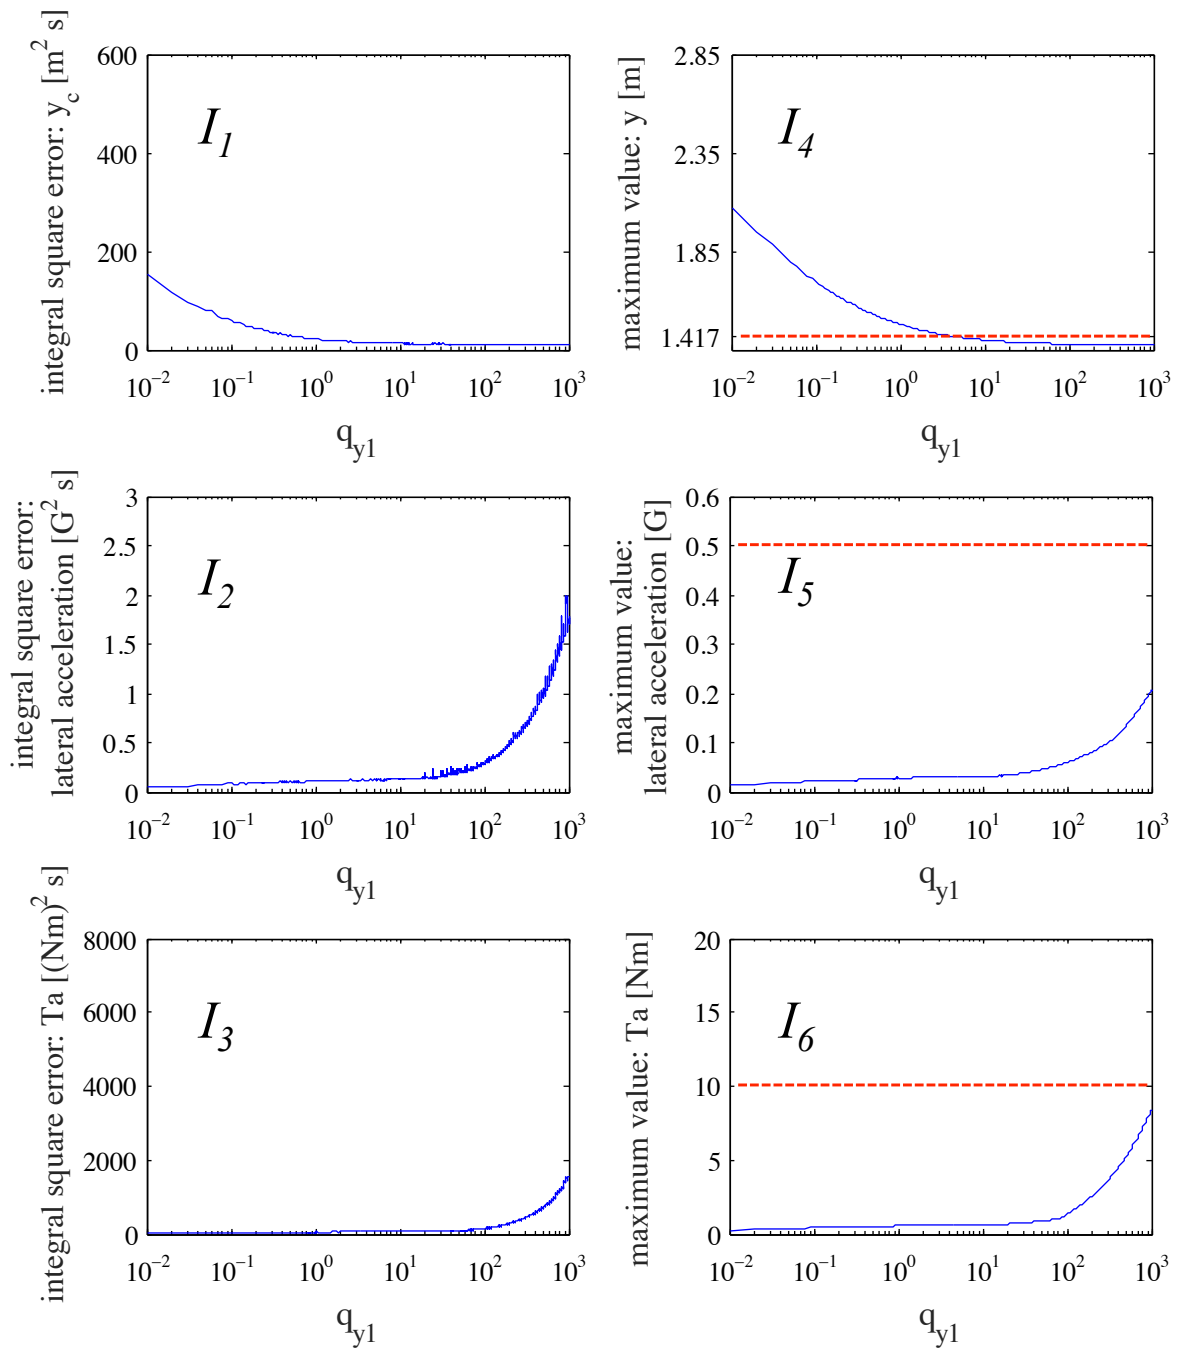 integral square error: y_c [m^2 s]
600
400
200
0
I_1
10^-2 10^-1 10^0 10^1 10^2 10^3
q_y1
maximum value: y [m]
2.85
2.35
1.85
1.417
I_4
10^-2 10^-1 10^0 10^1 10^2 10^3
q_y1
integral square error:
lateral acceleration [G^2 s]
3
2.5
2
1.5
1
0.5
0
I_2
10^-2 10^-1 10^0 10^1 10^2 10^3
q_y1
maximum value:
lateral acceleration [G]
0.6
0.5
0.4
0.3
0.2
0.1
0
I_5
10^-2 10^-1 10^0 10^1 10^2 10^3
q_y1
integral square error: Ta [(Nm)^2 s]
8000
6000
4000
2000
0
I_3
10^-2 10^-1 10^0 10^1 10^2 10^3
q_y1
maximum value: Ta [Nm]
20
15
10
5
0
I_6
10^-2 10^-1 10^0 10^1 10^2 10^3
q_y1